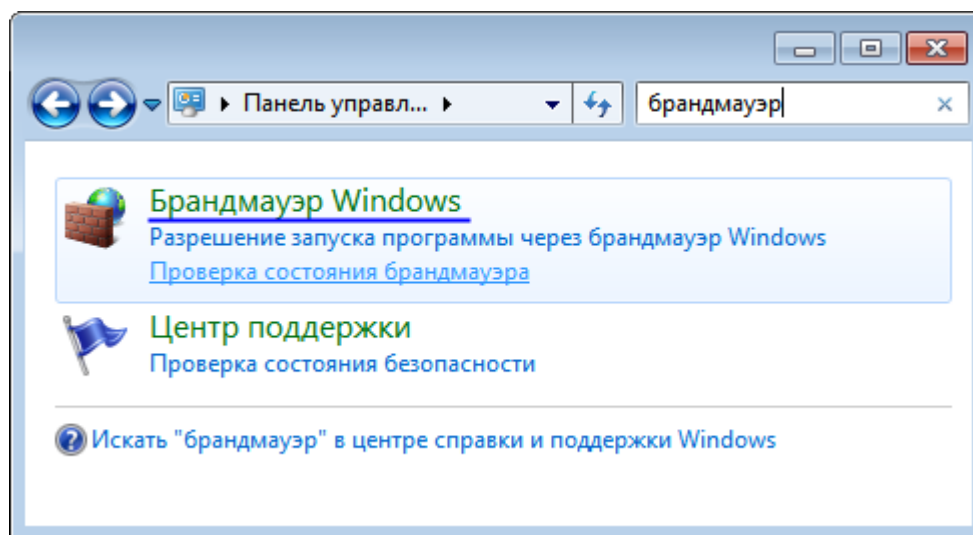 Панель управл...
брандмауэр
Брандмауэр Windows
Разрешение запуска программы через брандмауэр Windows
Проверка состояния брандмауэра
Центр поддержки
Проверка состояния безопасности
Искать "брандмауэр" в центре справки и поддержки Windows